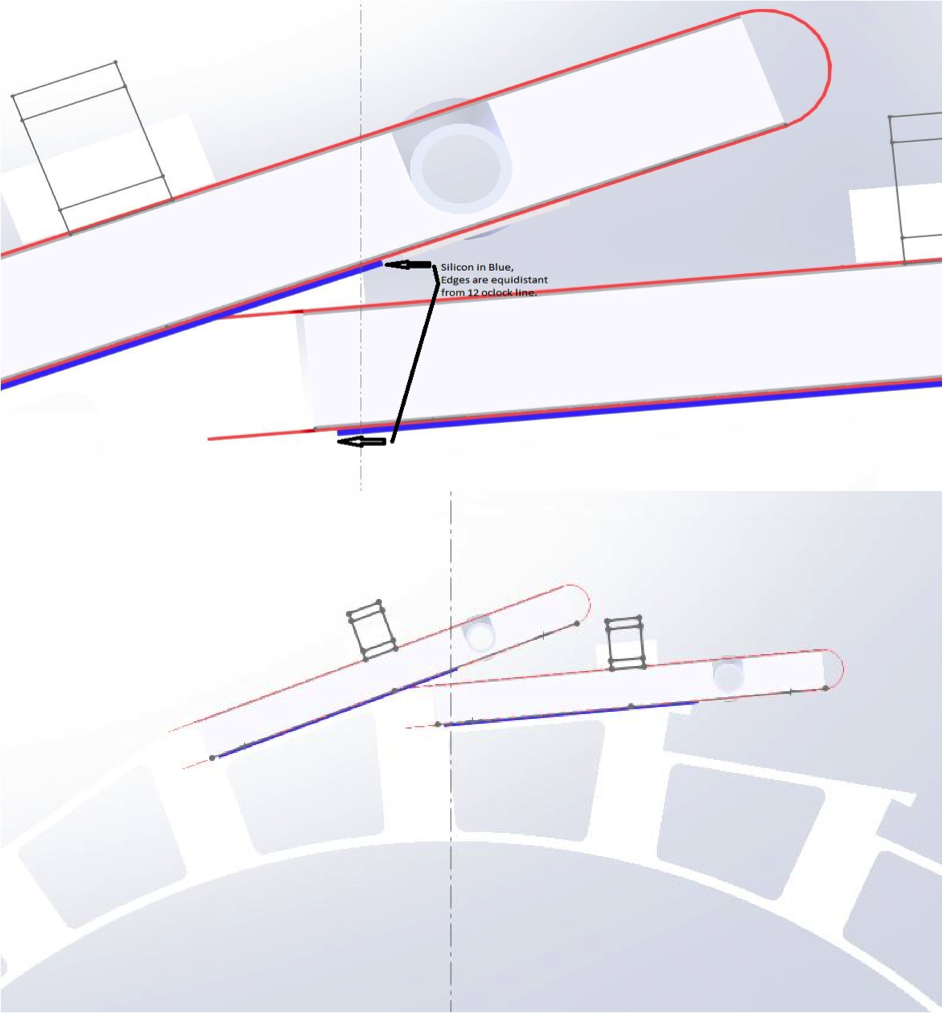 Silicon in Blue,
Edges are equidistant
from 12 oclock line.